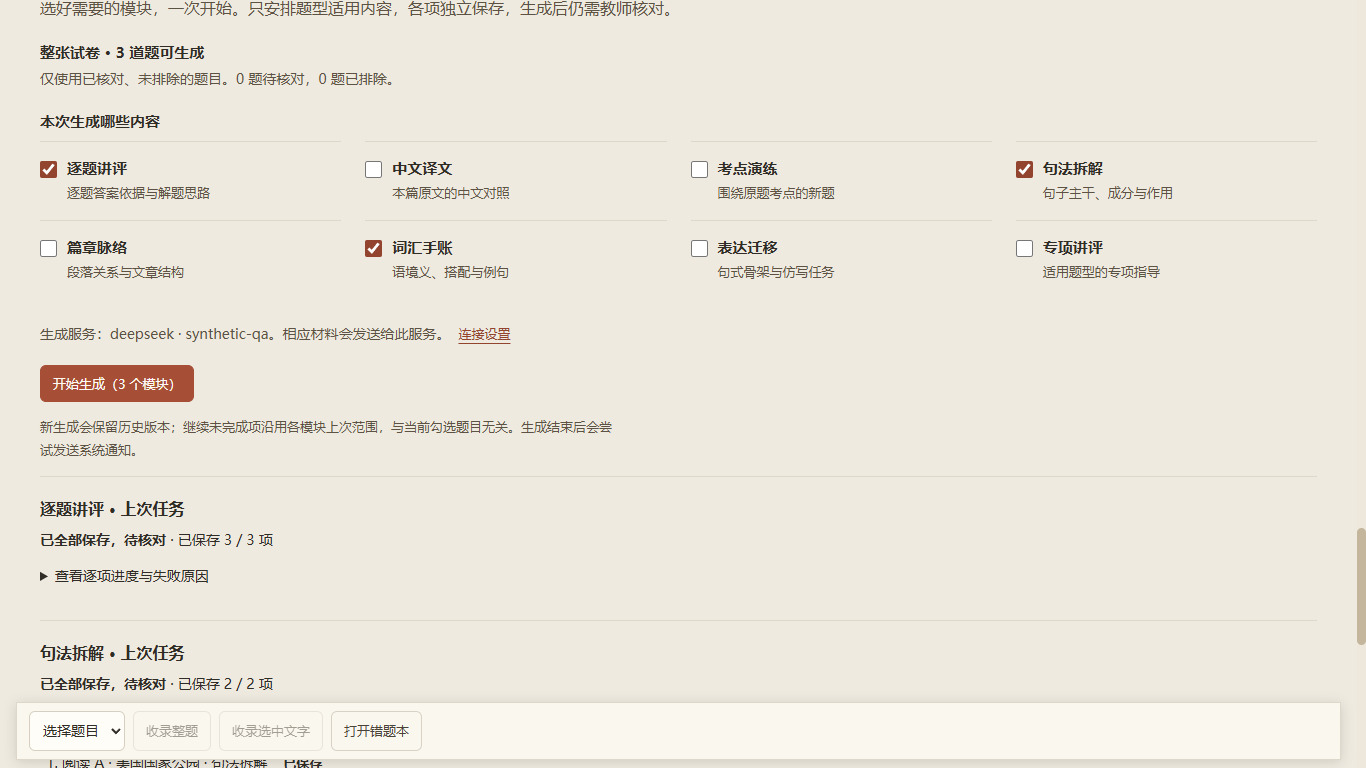 选好需要的模块，一次开始。只安排题型适用内容，各项独立保存，生成后仍需教师核对。
整张试卷 • 3 道题可生成
仅使用已核对、未排除的题目。0 题待核对，0 题已排除。
本次生成哪些内容
逐题讲评
逐题答案依据与解题思路
中文译文
本篇原文的中文对照
考点演练
围绕原题考点的新题
句法拆解
句子主干、成分与作用
篇章脉络
段落关系与文章结构
词汇手账
语境义、搭配与例句
表达迁移
句式骨架与仿写任务
专项讲评
适用题型的专项指导
生成服务：deepseek · synthetic-qa。相应材料会发送给此服务。 连接设置
开始生成（3 个模块）
新生成会保留历史版本；继续未完成项沿用各模块上次范围，与当前勾选题目无关。生成结束后会尝
试发送系统通知。
逐题讲评 • 上次任务
已全部保存，待核对 · 已保存 3 / 3 项
查看逐项进度与失败原因
句法拆解 • 上次任务
已全部保存，待核对 · 已保存 2 / 2 项
选择题目 收录整题 收录选中文字 打开错题本
1. 阅读 A · 美国国家公园 · 句法拆解 已保存